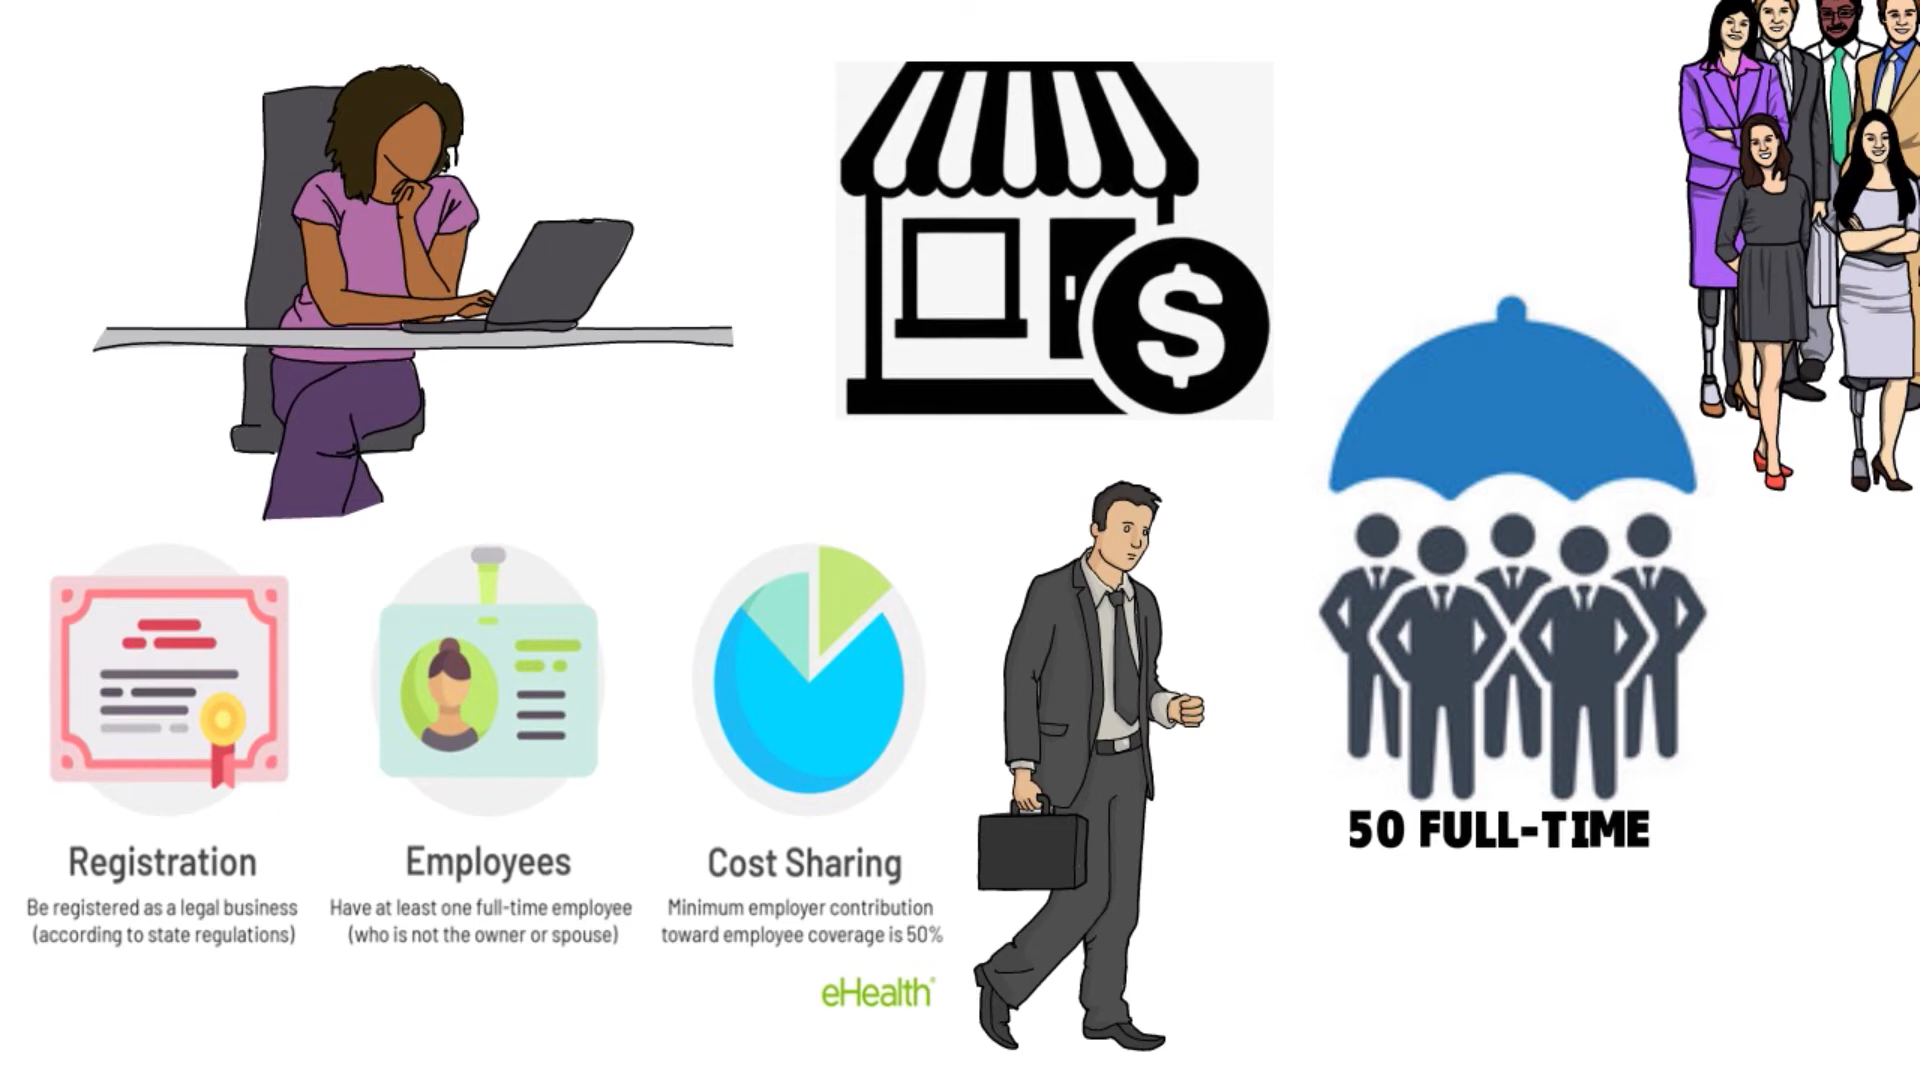 $
50 FULL-TIME
Registration
Be registered as a legal business
(according to state regulations)
Employees
Have at least one full-time employee
(who is not the owner or spouse)
Cost Sharing
Minimum employer contribution
toward employee coverage is 50%
eHealth